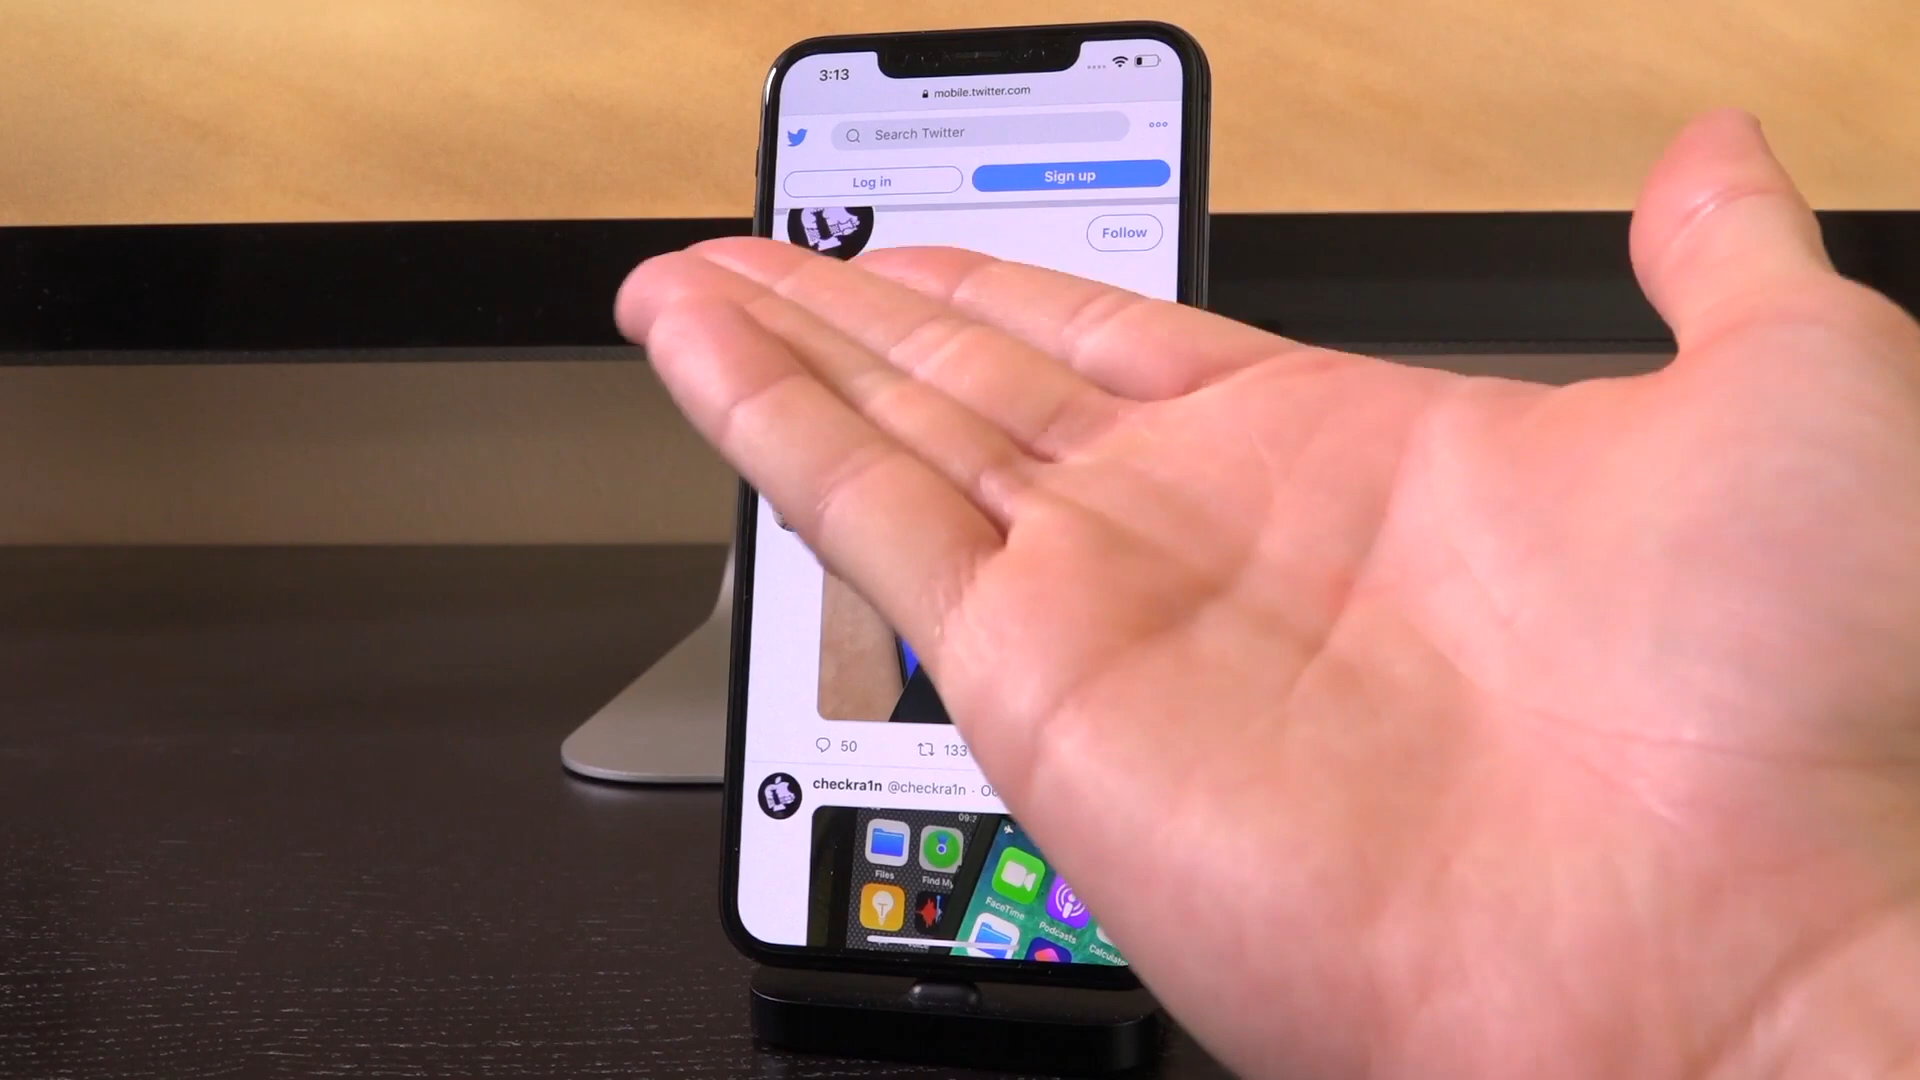 3:13
mobile.twitter.com
Search Twitter
Log in
Sign up
Follow
50
133
checkra1n @checkra1n ·
09:
Files
Find My
FaceTime
Podcasts